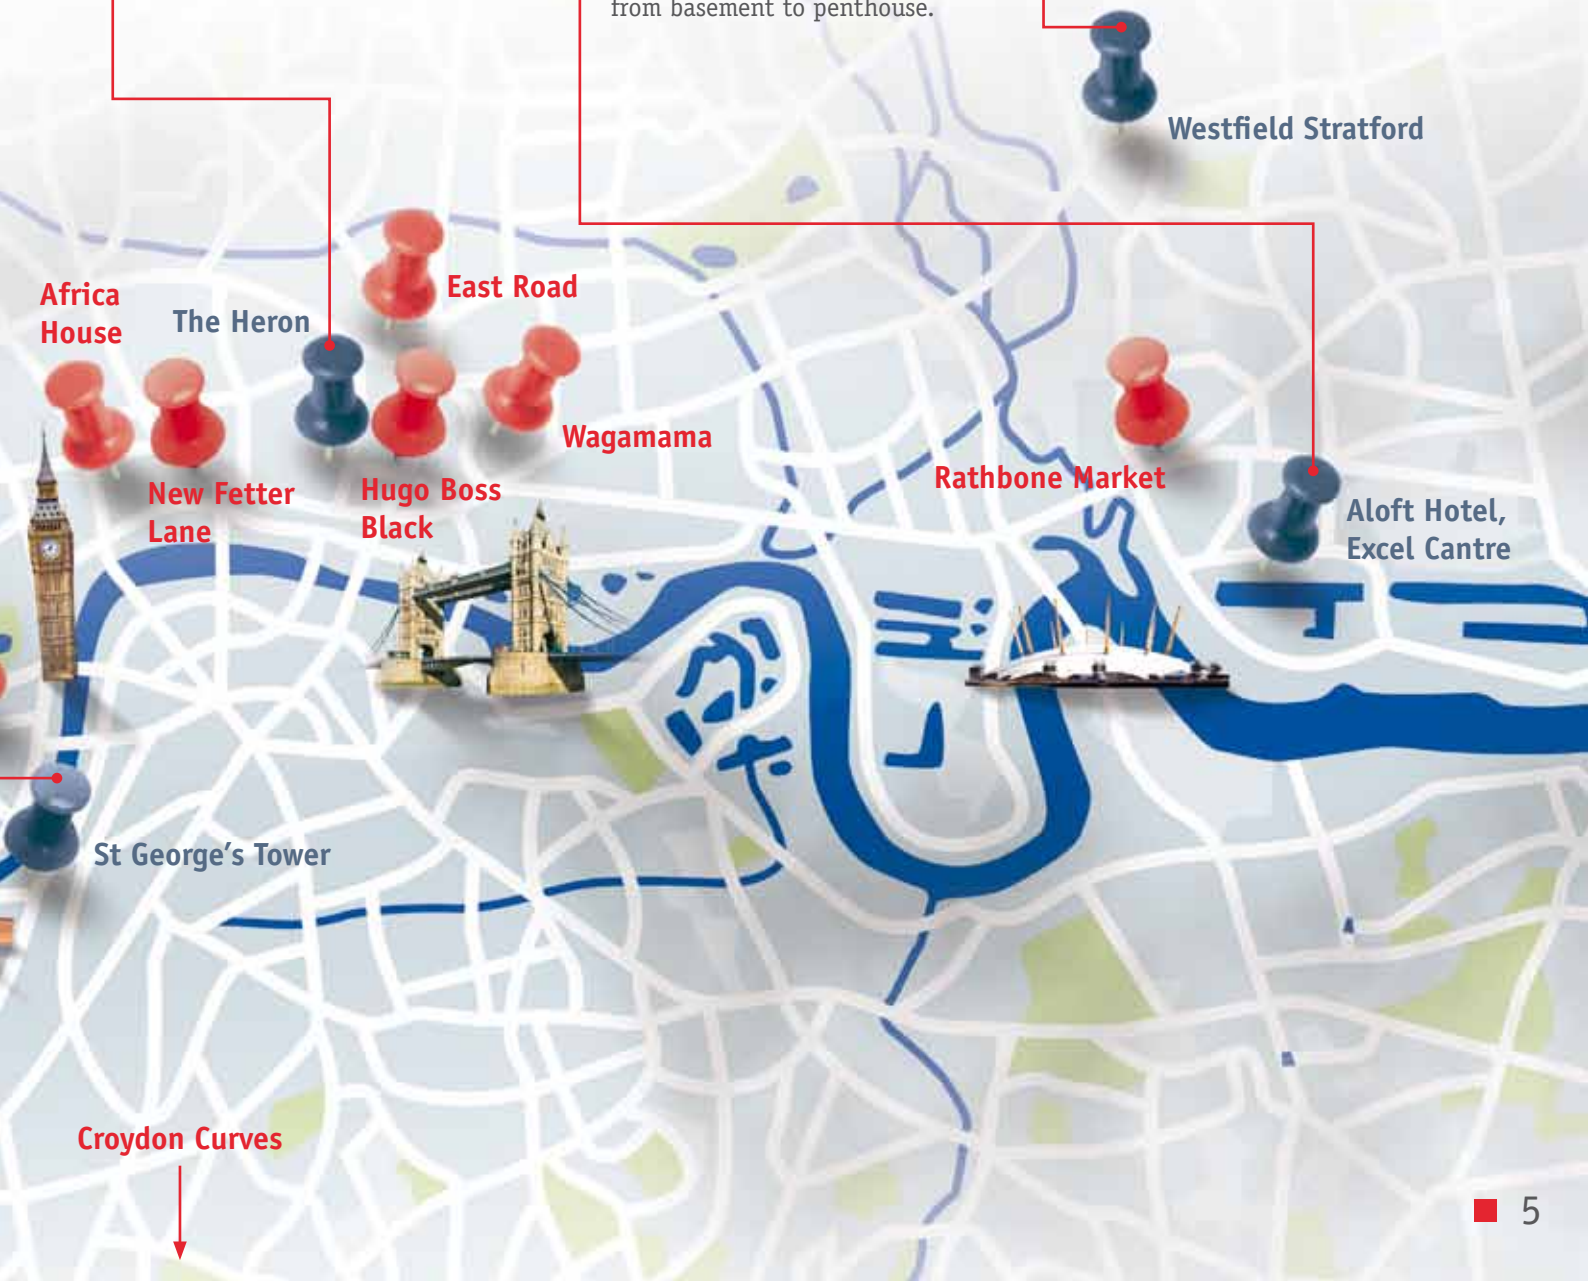 from basement to penthouse.
Westfield Stratford
Africa
House
The Heron
East Road
Wagamama
New Fetter
Lane
Hugo Boss
Black
Rathbone Market
Aloft Hotel,
Excel Cantre
St George's Tower
Croydon Curves
5